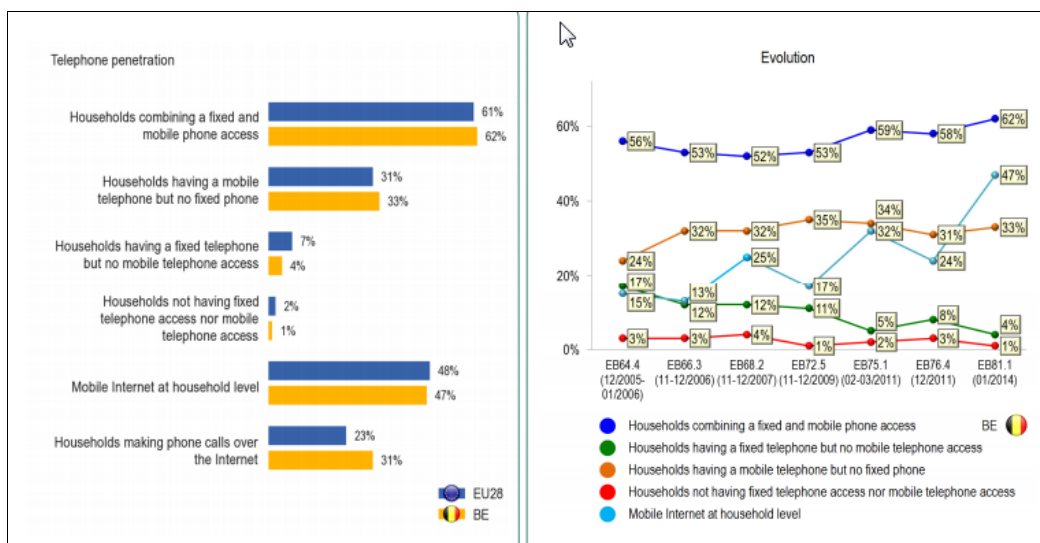 Telephone penetration
Households combining a fixed and
mobile phone access
61%
62%
Households having a mobile
telephone but no fixed phone
31%
33%
Households having a fixed telephone
but no mobile telephone access
7%
4%
Households not having fixed
telephone access nor mobile
telephone access
2%
1%
Mobile Internet at household level
48%
47%
Households making phone calls over
the Internet
23%
31%
EU28
BE
Evolution
60%
40%
20%
0%
56% 53% 52% 53% 59% 58% 62%
24% 32% 32% 35% 34% 31% 33%
15% 13% 25% 17% 32% 24% 47%
17% 12% 12% 11% 5% 8% 4%
3% 3% 4% 1% 2% 3% 1%
EB64.4 EB66.3 EB68.2 EB72.5 EB75.1 EB76.4 EB81.1
(12/2005- (11-12/2006) (11-12/2007) (11-12/2009) (02-03/2011) (12/2011) (01/2014)
01/2006)
Households combining a fixed and mobile phone access
BE
Households having a fixed telephone but no mobile telephone access
Households having a mobile telephone but no fixed phone
Households not having fixed telephone access nor mobile telephone access
Mobile Internet at household level